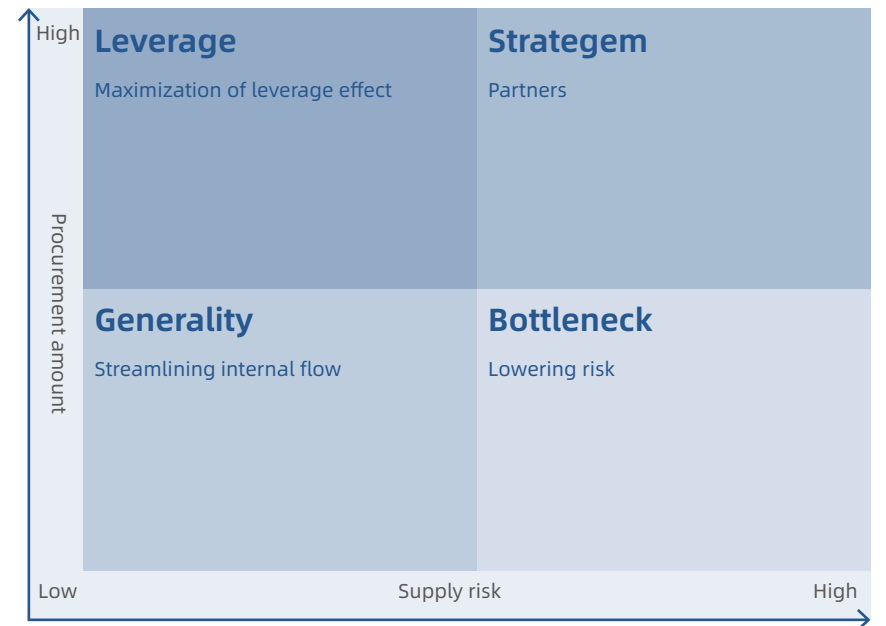 High
Leverage
Maximization of leverage effect
Strategem
Partners
Procurement amount
Generality
Streamlining internal flow
Bottleneck
Lowering risk
Low
Supply risk
High